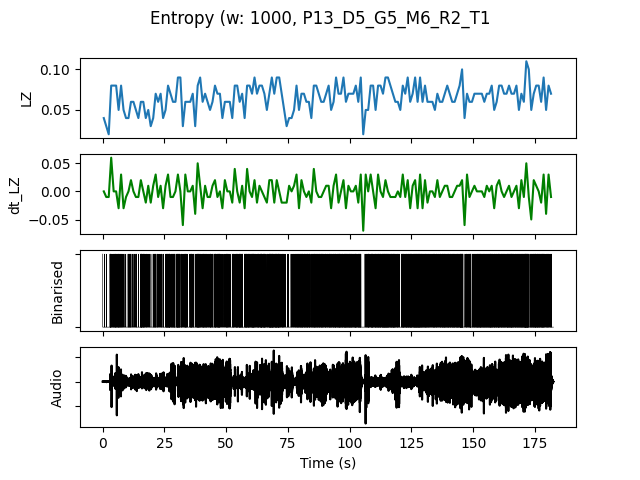 Entropy (w: 1000, P13_D5_G5_M6_R2_T1
0.10
0.05
LZ
0.05
0.00
−0.05
dt_LZ
Binarised
Audio
0 25 50 75 100 125 150 175
Time (s)